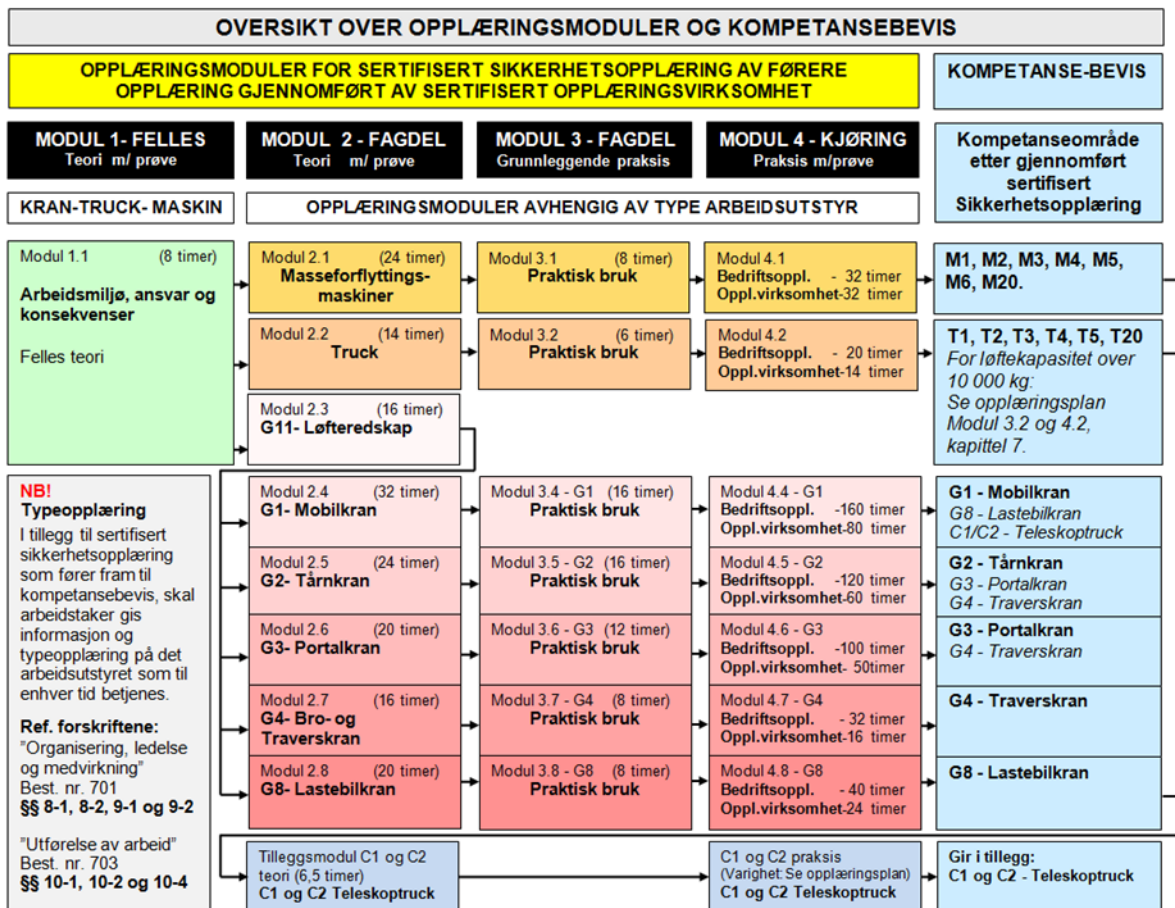 OVERSIKT OVER OPPLÆRINGSMODULER OG KOMPETANSEBEVIS
OPPLÆRINGSMODULER FOR SERTIFISERT SIKKERHETSOPPLÆRING AV FØRERE
OPPLÆRING GJENNOMFØRT AV SERTIFISERT OPPLÆRINGSVIRKSOMHET
KOMPETANSE-BEVIS
MODUL 1- FELLES
Teori m/ prøve
MODUL 2 - FAGDEL
Teori m/ prøve
MODUL 3 - FAGDEL
Grunnleggende praksis
MODUL 4 - KJØRING
Praksis m/prøve
Kompetanseområde
etter gjennomført
sertifisert
Sikkerhetsopplæring
KRAN-TRUCK- MASKIN
OPPLÆRINGSMODULER AVHENGIG AV TYPE ARBEIDSUTSTYR
Modul 1.1 (8 timer)
Arbeidsmiljø, ansvar og
konsekvenser
Felles teori
Modul 2.1 (24 timer)
Masseforflyttings-
maskiner
Modul 3.1 (8 timer)
Praktisk bruk
Modul 4.1
Bedriftsoppl. - 32 timer
Oppl.virksomhet-32 timer
M1, M2, M3, M4, M5,
M6, M20.
Modul 2.2 (14 timer)
Truck
Modul 3.2 (6 timer)
Praktisk bruk
Modul 4.2
Bedriftsoppl. - 20 timer
Oppl.virksomhet-14 timer
T1, T2, T3, T4, T5, T20
For løftekapasitet over
10 000 kg:
Se opplæringsplan
Modul 3.2 og 4.2,
kapittel 7.
Modul 2.3 (16 timer)
G11- Løfteredskap
NB!
Typeopplæring
I tillegg til sertifisert
sikkerhetsopplæring
som fører fram til
kompetansebevis, skal
arbeidstaker gis
informasjon og
typeopplæring på det
arbeidsutstyret som til
enhver tid betjenes.
Ref. forskriftene:
"Organisering, ledelse
og medvirkning"
Best. nr. 701
§§ 8-1, 8-2, 9-1 og 9-2
"Utførelse av arbeid"
Best. nr. 703
§§ 10-1, 10-2 og 10-4
Modul 2.4 (32 timer)
G1- Mobilkran
Modul 3.4 - G1 (16 timer)
Praktisk bruk
Modul 4.4 - G1
Bedriftsoppl. -160 timer
Oppl.virksomhet-80 timer
G1 - Mobilkran
G8 - Lastebilkran
C1/C2 - Teleskoptruck
Modul 2.5 (24 timer)
G2- Tårnkran
Modul 3.5 - G2 (16 timer)
Praktisk bruk
Modul 4.5 - G2
Bedriftsoppl. -120 timer
Oppl.virksomhet-60 timer
G2 - Tårnkran
G3 - Portalkran
G4 - Traverskran
Modul 2.6 (20 timer)
G3- Portalkran
Modul 3.6 - G3 (12 timer)
Praktisk bruk
Modul 4.6 - G3
Bedriftsoppl. -100 timer
Oppl.virksomhet- 50timer
G3 - Portalkran
G4 - Traverskran
Modul 2.7 (16 timer)
G4- Bro- og
Traverskran
Modul 3.7 - G4 (8 timer)
Praktisk bruk
Modul 4.7 - G4
Bedriftsoppl. - 32 timer
Oppl.virksomhet-16 timer
G4 - Traverskran
Modul 2.8 (20 timer)
G8- Lastebilkran
Modul 3.8 - G8 (8 timer)
Praktisk bruk
Modul 4.8 - G8
Bedriftsoppl. - 40 timer
Oppl.virksomhet-24 timer
G8 - Lastebilkran
Tilleggsmodul C1 og C2
teori (6,5 timer)
C1 og C2 Teleskoptruck
C1 og C2 praksis
(Varighet: Se opplæringsplan)
C1 og C2 Teleskoptruck
Gir i tillegg:
C1 og C2 - Teleskoptruck